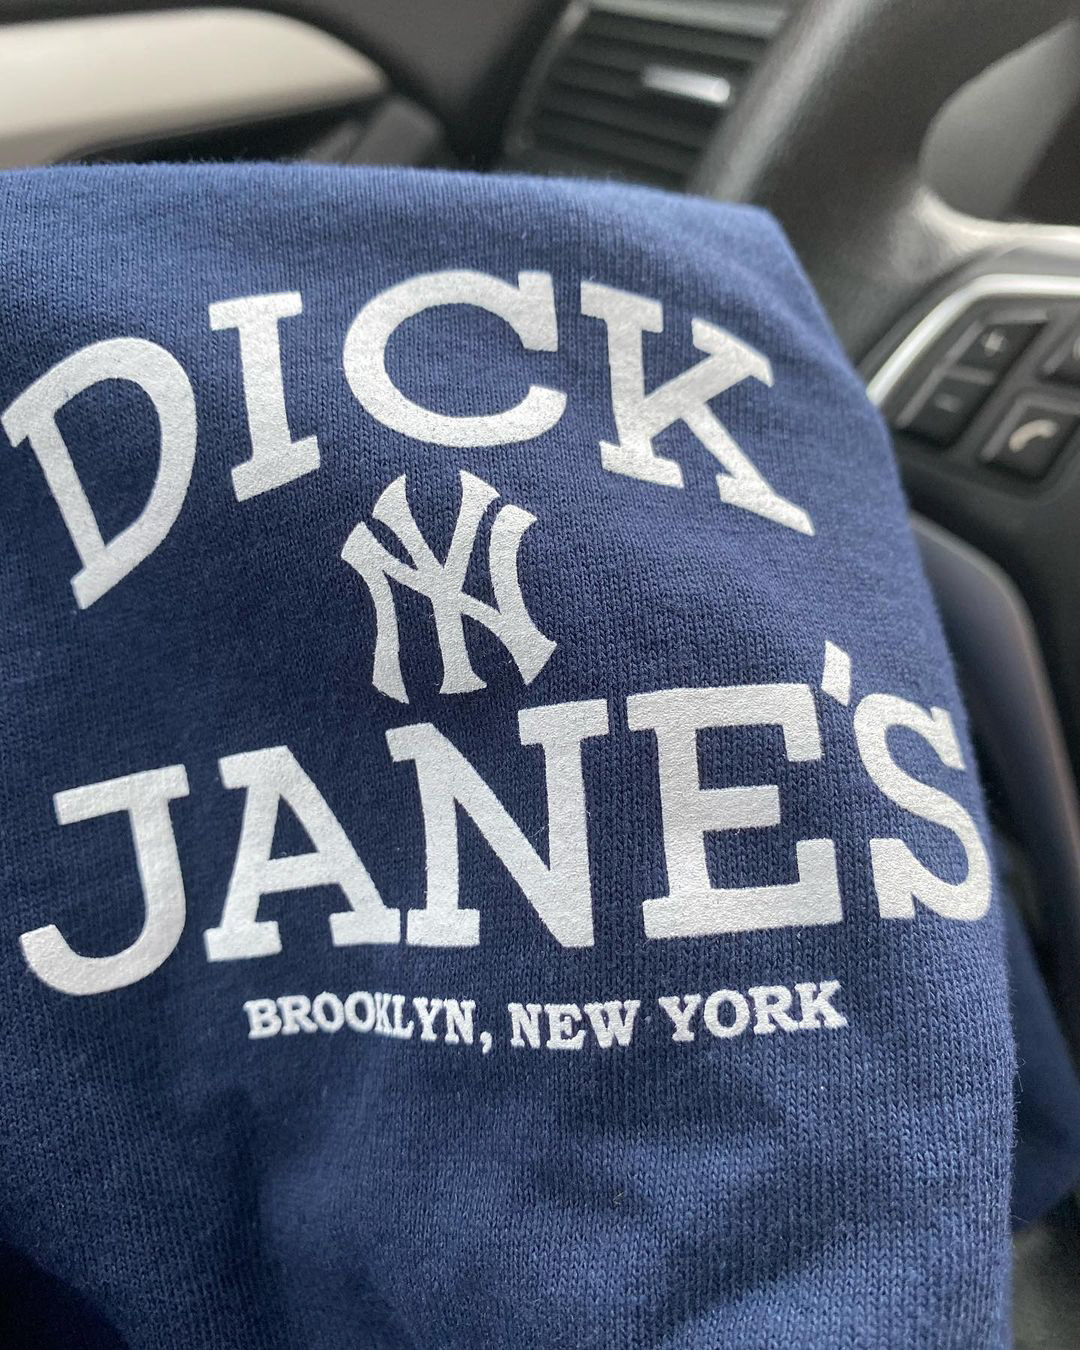 DICK
NY
JANE'S
BROOKLYN, NEW YORK
+
-